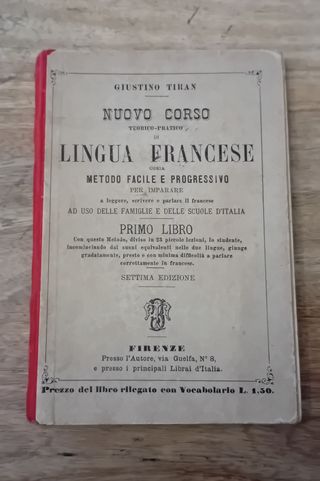 GIUSTINO TIRAN
NUOVO CORSO
TEORICO-PRATICO
DI
LINGUA FRANCESE
OSSIA
METODO FACILE E PROGRESSIVO
PER IMPARARE
a leggere, scrivere e parlare il francese
AD USO DELLE FAMIGLIE E DELLE SCUOLE D'ITALIA
PRIMO LIBRO
Con questo Metodo, diviso in 25 piccole lezioni, lo studente,
incominciando dai suoni equivalenti nelle due lingue, giunge
gradatamente, presto e con minima difficoltà a parlare
correttamente in francese.
SETTIMA EDIZIONE
FIRENZE
Presso l'Autore, via Guelfa, N° 8,
e presso i principali Librai d'Italia.
Prezzo del libro rilegato con Vocabolario L. 1,50.